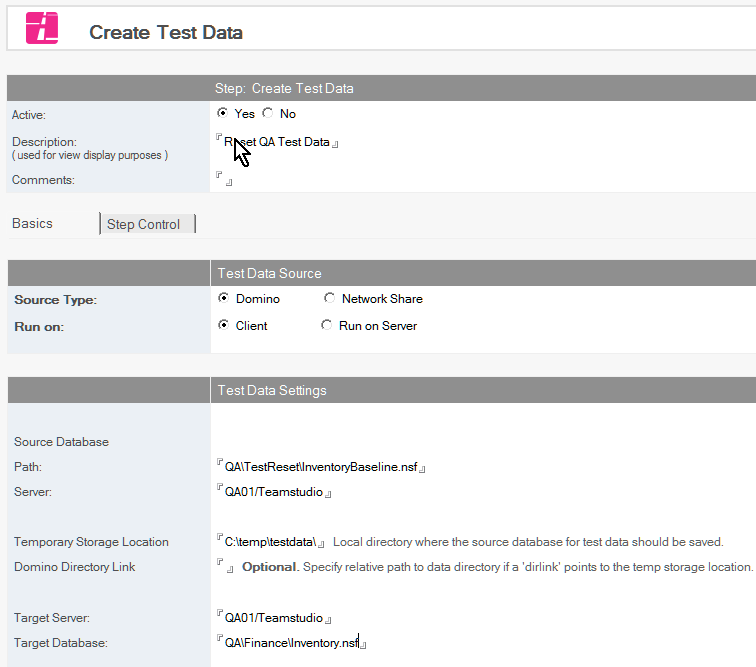 Create Test Data
Step: Create Test Data
Active: Yes No
Description: Reset QA Test Data
( used for view display purposes )
Comments:
Basics Step Control
Test Data Source
Source Type: Domino Network Share
Run on: Client Run on Server
Test Data Settings
Source Database
Path: QA\TestReset\InventoryBaseline.nsf
Server: QA01/Teamstudio
Temporary Storage Location C:\temp\testdata\ Local directory where the source database for test data should be saved.
Domino Directory Link Optional. Specify relative path to data directory if a 'dirlink' points to the temp storage location.
Target Server: QA01/Teamstudio
Target Database: QA\Finance\Inventory.nsf